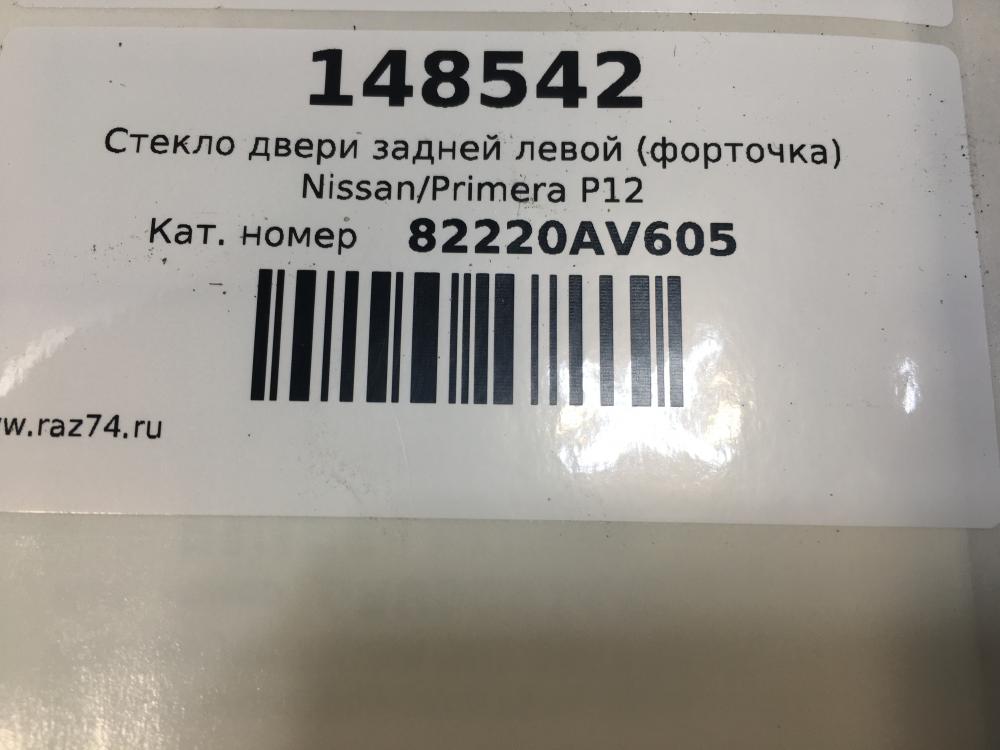 148542
Стекло двери задней левой (форточка)
Nissan/Primera P12
Кат. номер 82220AV605
w.raz74.ru